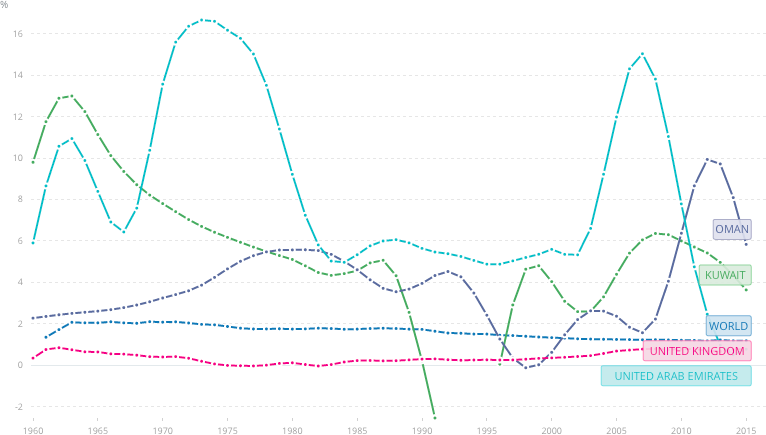 %
16
14
12
10
8
6
4
2
0
-2
OMAN
KUWAIT
WORLD
UNITED KINGDOM
UNITED ARAB EMIRATES
1960 1965 1970 1975 1980 1985 1990 1995 2000 2005 2010 2015